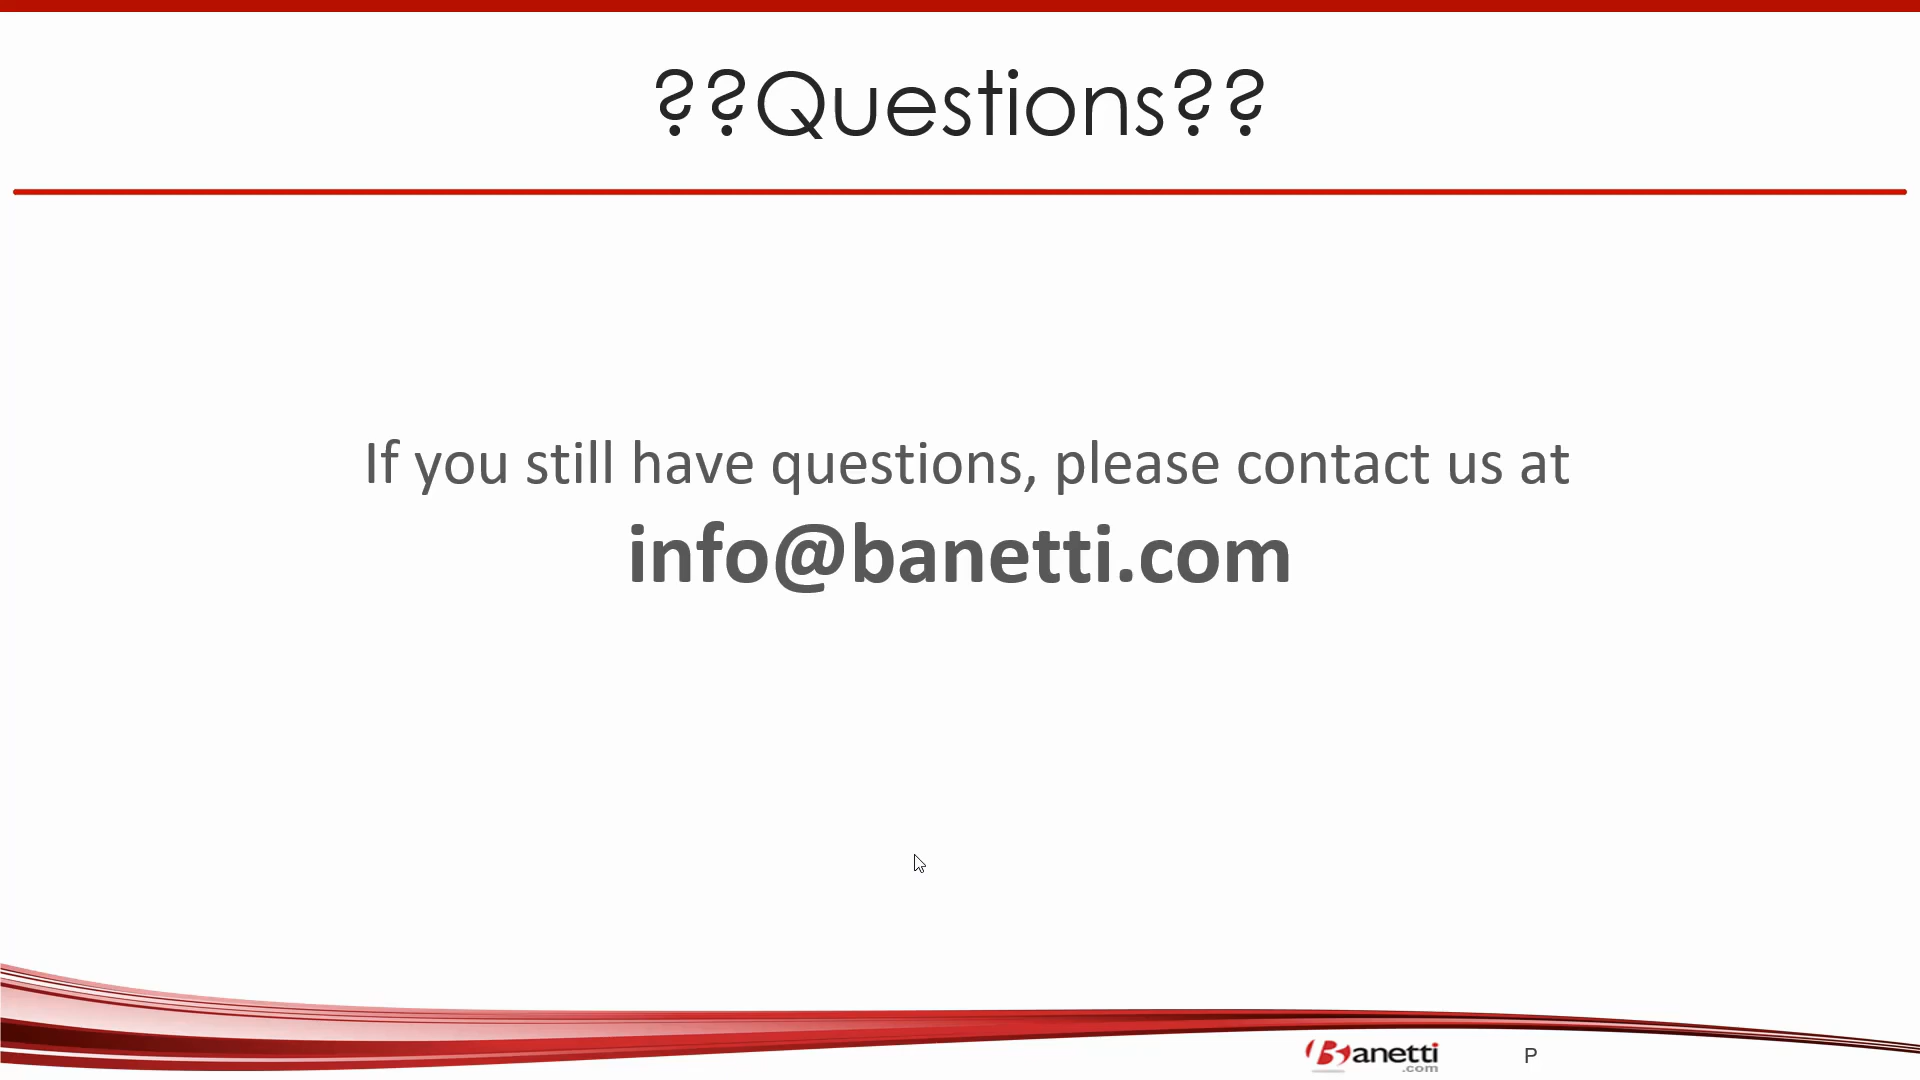 ??Questions??
If you still have questions, please contact us at
info@banetti.com
Banetti
.com
P